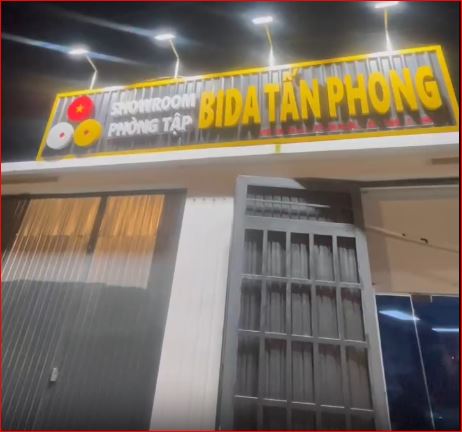 SHOWROOM
PHÒNG TẬP
BIDA TẤN PHONG